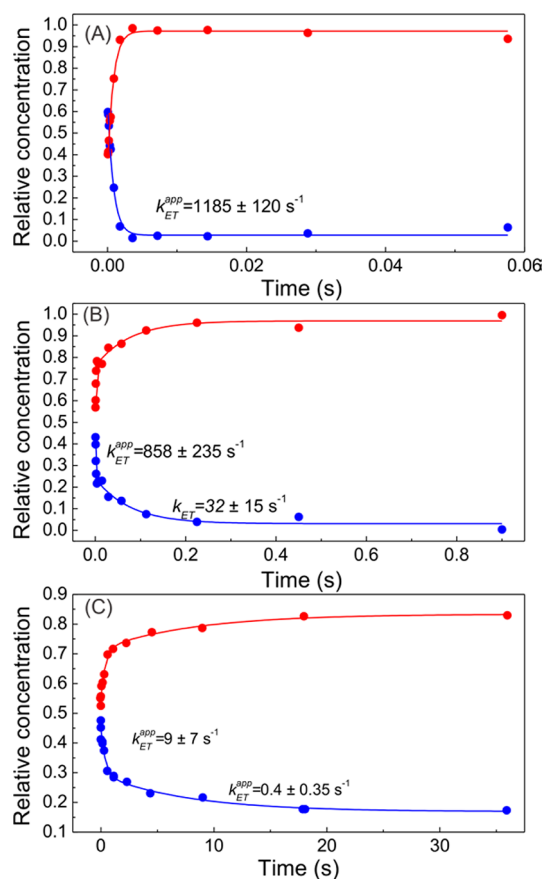 (A)
Relative concentration
1.0
0.9
0.8
0.7
0.6
0.5
0.4
0.3
0.2
0.1
0.0
k_ET^app=1185 ± 120 s⁻¹
0.00 0.02 0.04 0.06
Time (s)
(B)
Relative concentration
1.0
0.9
0.8
0.7
0.6
0.5
0.4
0.3
0.2
0.1
0.0
k_ET^app=858 ± 235 s⁻¹
k_ET=32 ± 15 s⁻¹
0.0 0.2 0.4 0.6 0.8
Time (s)
(C)
Relative concentration
0.9
0.8
0.7
0.6
0.5
0.4
0.3
0.2
0.1
k_ET^app=9 ± 7 s⁻¹
k_ET^app=0.4 ± 0.35 s⁻¹
0 10 20 30
Time (s)